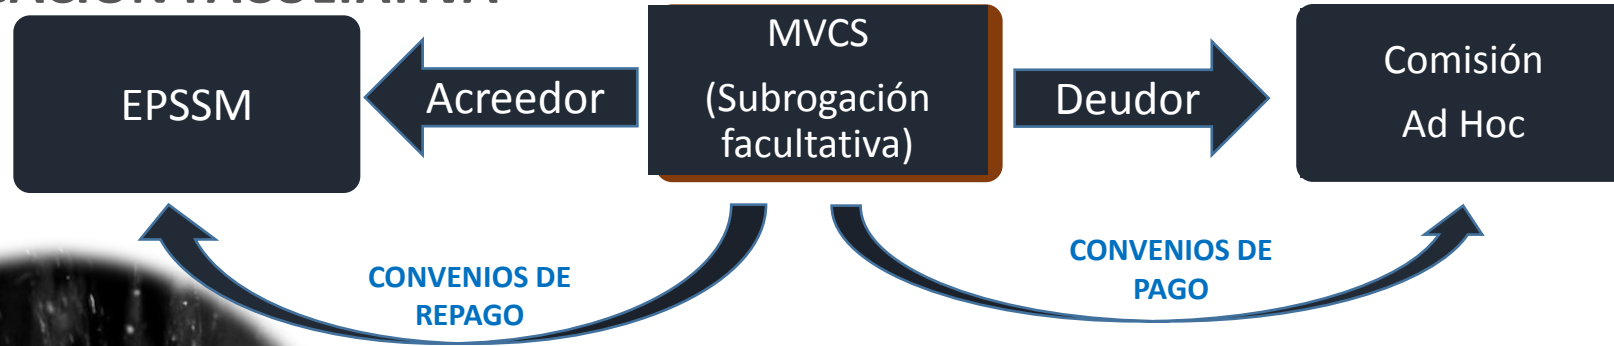 EPSSM
Acreedor
MVCS
(Subrogación
facultativa)
Deudor
Comisión
Ad Hoc
CONVENIOS DE
REPAGO
CONVENIOS DE
PAGO